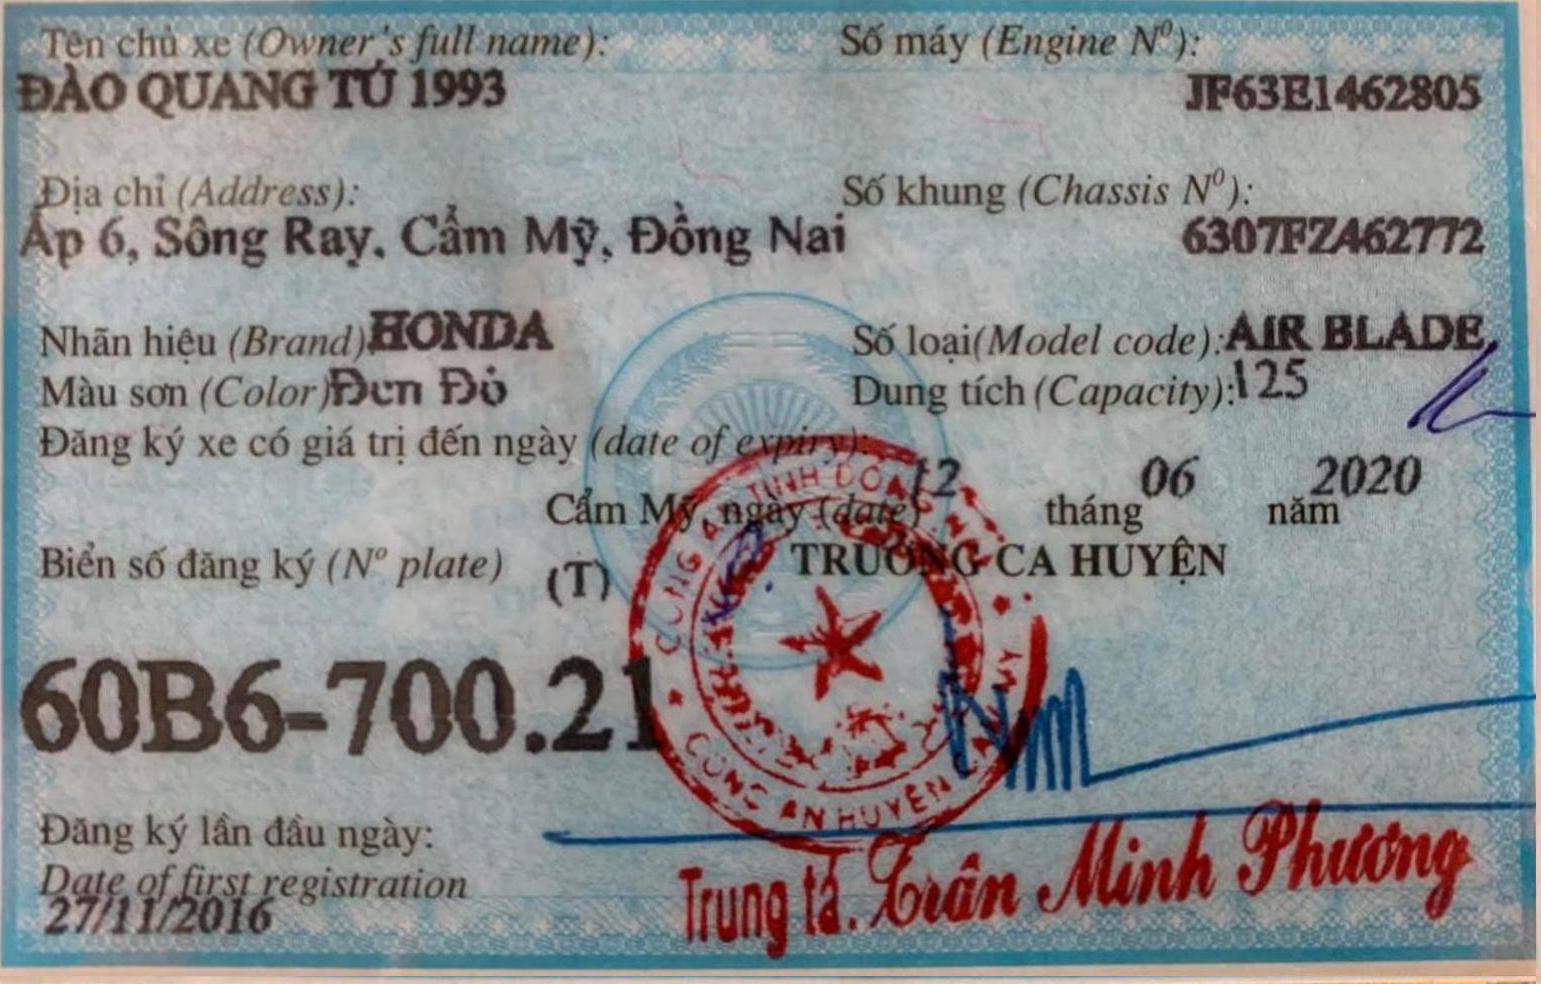 Tên chủ xe (Owner's full name):
ĐÀO QUANG TÚ 1993
Số máy (Engine Nº):
JF63E1462805
Địa chỉ (Address):
Ấp 6, Sông Ray, Cẩm Mỹ, Đồng Nai
Số khung (Chassis Nº):
6307FZ462772
Nhãn hiệu (Brand) HONDA
Số loại(Model code): AIR BLADE
Màu sơn (Color) Đen Đỏ
Dung tích (Capacity): 125
Đăng ký xe có giá trị đến ngày (date of expiry):
Cẩm Mỹ, ngày (date) 12 tháng 06 năm 2020
Biển số đăng ký (Nº plate) (T)
TRƯỞNG CA HUYỆN
60B6-700.21
CÔNG AN TỈNH ĐỒNG NAI
CÔNG AN HUYỆN CẨM MỸ
Đăng ký lần đầu ngày:
Date of first registration
27/11/2016
Trung tá. Trần Minh Phương